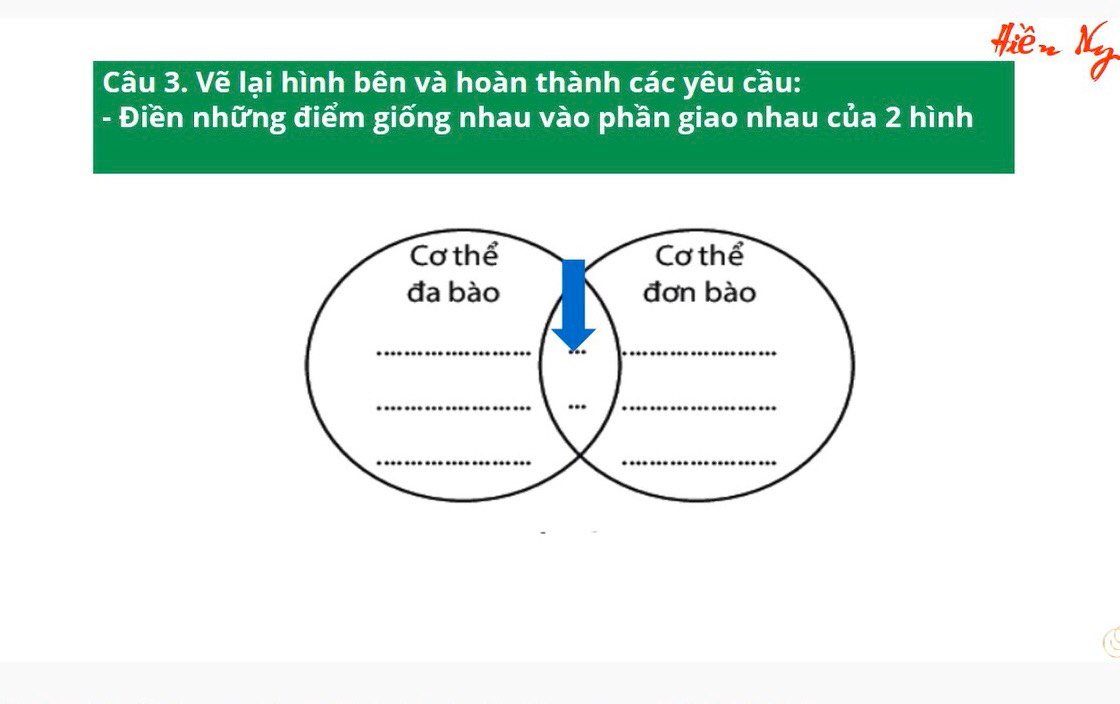 Hiền Ny
Câu 3. Vẽ lại hình bên và hoàn thành các yêu cầu:
- Điền những điểm giống nhau vào phần giao nhau của 2 hình
Cơ thể
đa bào
Cơ thể
đơn bào